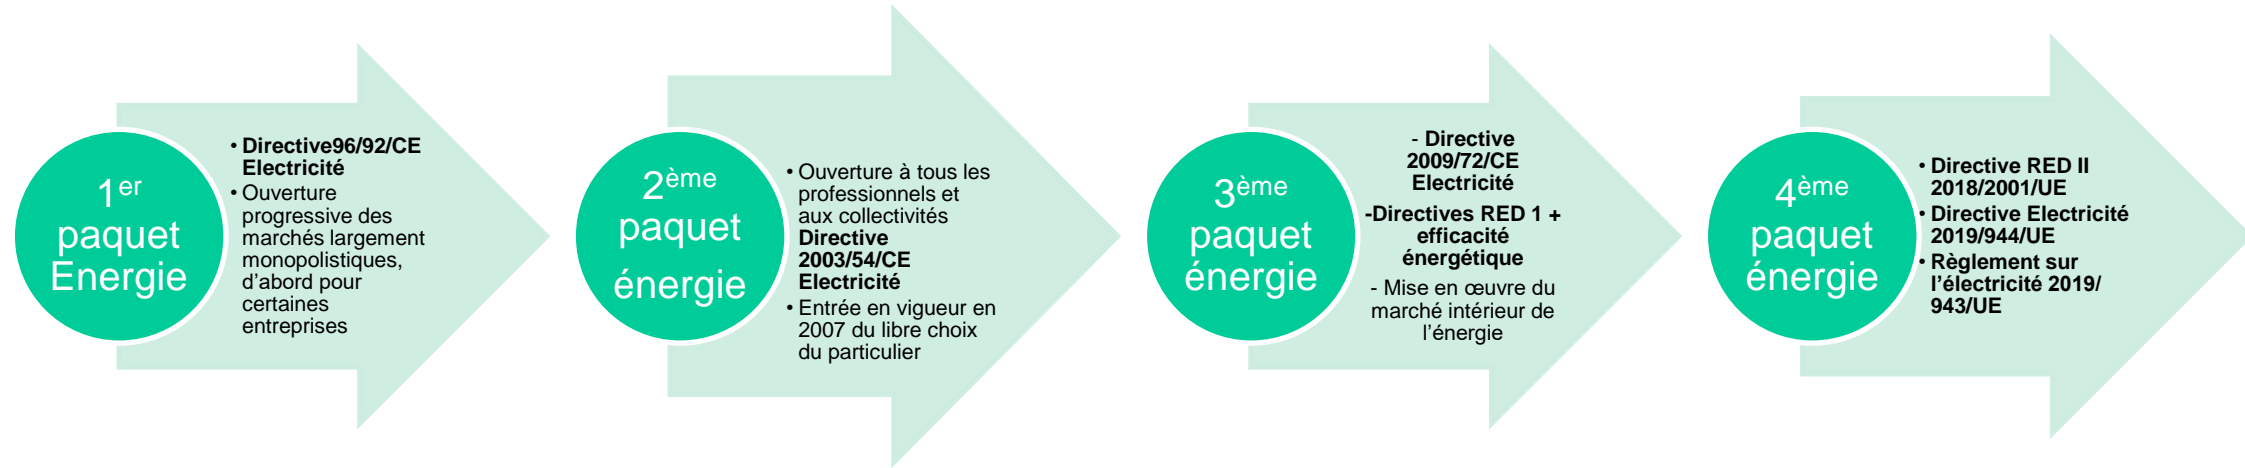 1er
paquet
Energie
• Directive96/92/CE
Electricité
• Ouverture
progressive des
marchés largement
monopolistiques,
d’abord pour
certaines
entreprises
2ème
paquet
énergie
• Ouverture à tous les
professionnels et
aux collectivités
Directive
2003/54/CE
Electricité
• Entrée en vigueur en
2007 du libre choix
du particulier
3ème
paquet
énergie
- Directive
2009/72/CE
Electricité
-Directives RED 1 +
efficacité
énergétique
- Mise en œuvre du
marché intérieur de
l’énergie
4ème
paquet
énergie
• Directive RED II
2018/2001/UE
• Directive Electricité
2019/944/UE
• Règlement sur
l’électricité 2019/
943/UE